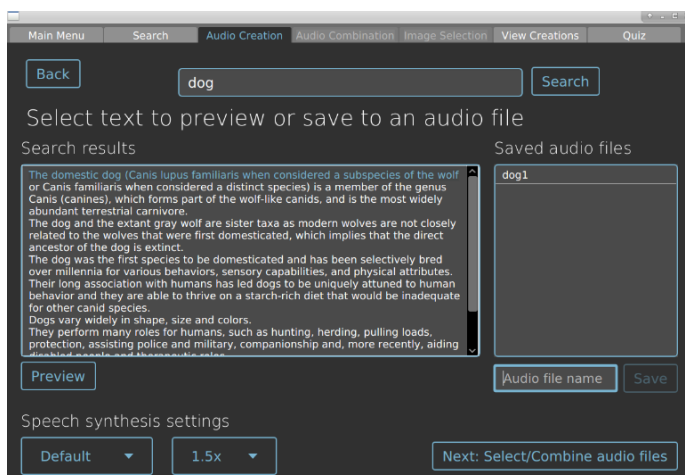 Main Menu Search Audio Creation Audio Combination Image Selection View Creations Quiz
Back dog Search
Select text to preview or save to an audio file
Search results Saved audio files
The domestic dog (Canis lupus familiaris when considered a subspecies of the wolf
or Canis familiaris when considered a distinct species) is a member of the genus
Canis (canines), which forms part of the wolf-like canids, and is the most widely
abundant terrestrial carnivore.
The dog and the extant gray wolf are sister taxa as modern wolves are not closely
related to the wolves that were first domesticated, which implies that the direct
ancestor of the dog is extinct.
The dog was the first species to be domesticated and has been selectively bred
over millennia for various behaviors, sensory capabilities, and physical attributes.
Their long association with humans has led dogs to be uniquely attuned to human
behavior and they are able to thrive on a starch-rich diet that would be inadequate
for other canid species.
Dogs vary widely in shape, size and colors.
They perform many roles for humans, such as hunting, herding, pulling loads,
protection, assisting police and military, companionship and, more recently, aiding
disabled people and therapeutic roles.
dog1
Preview Audio file name Save
Speech synthesis settings
Default 1.5x Next: Select/Combine audio files